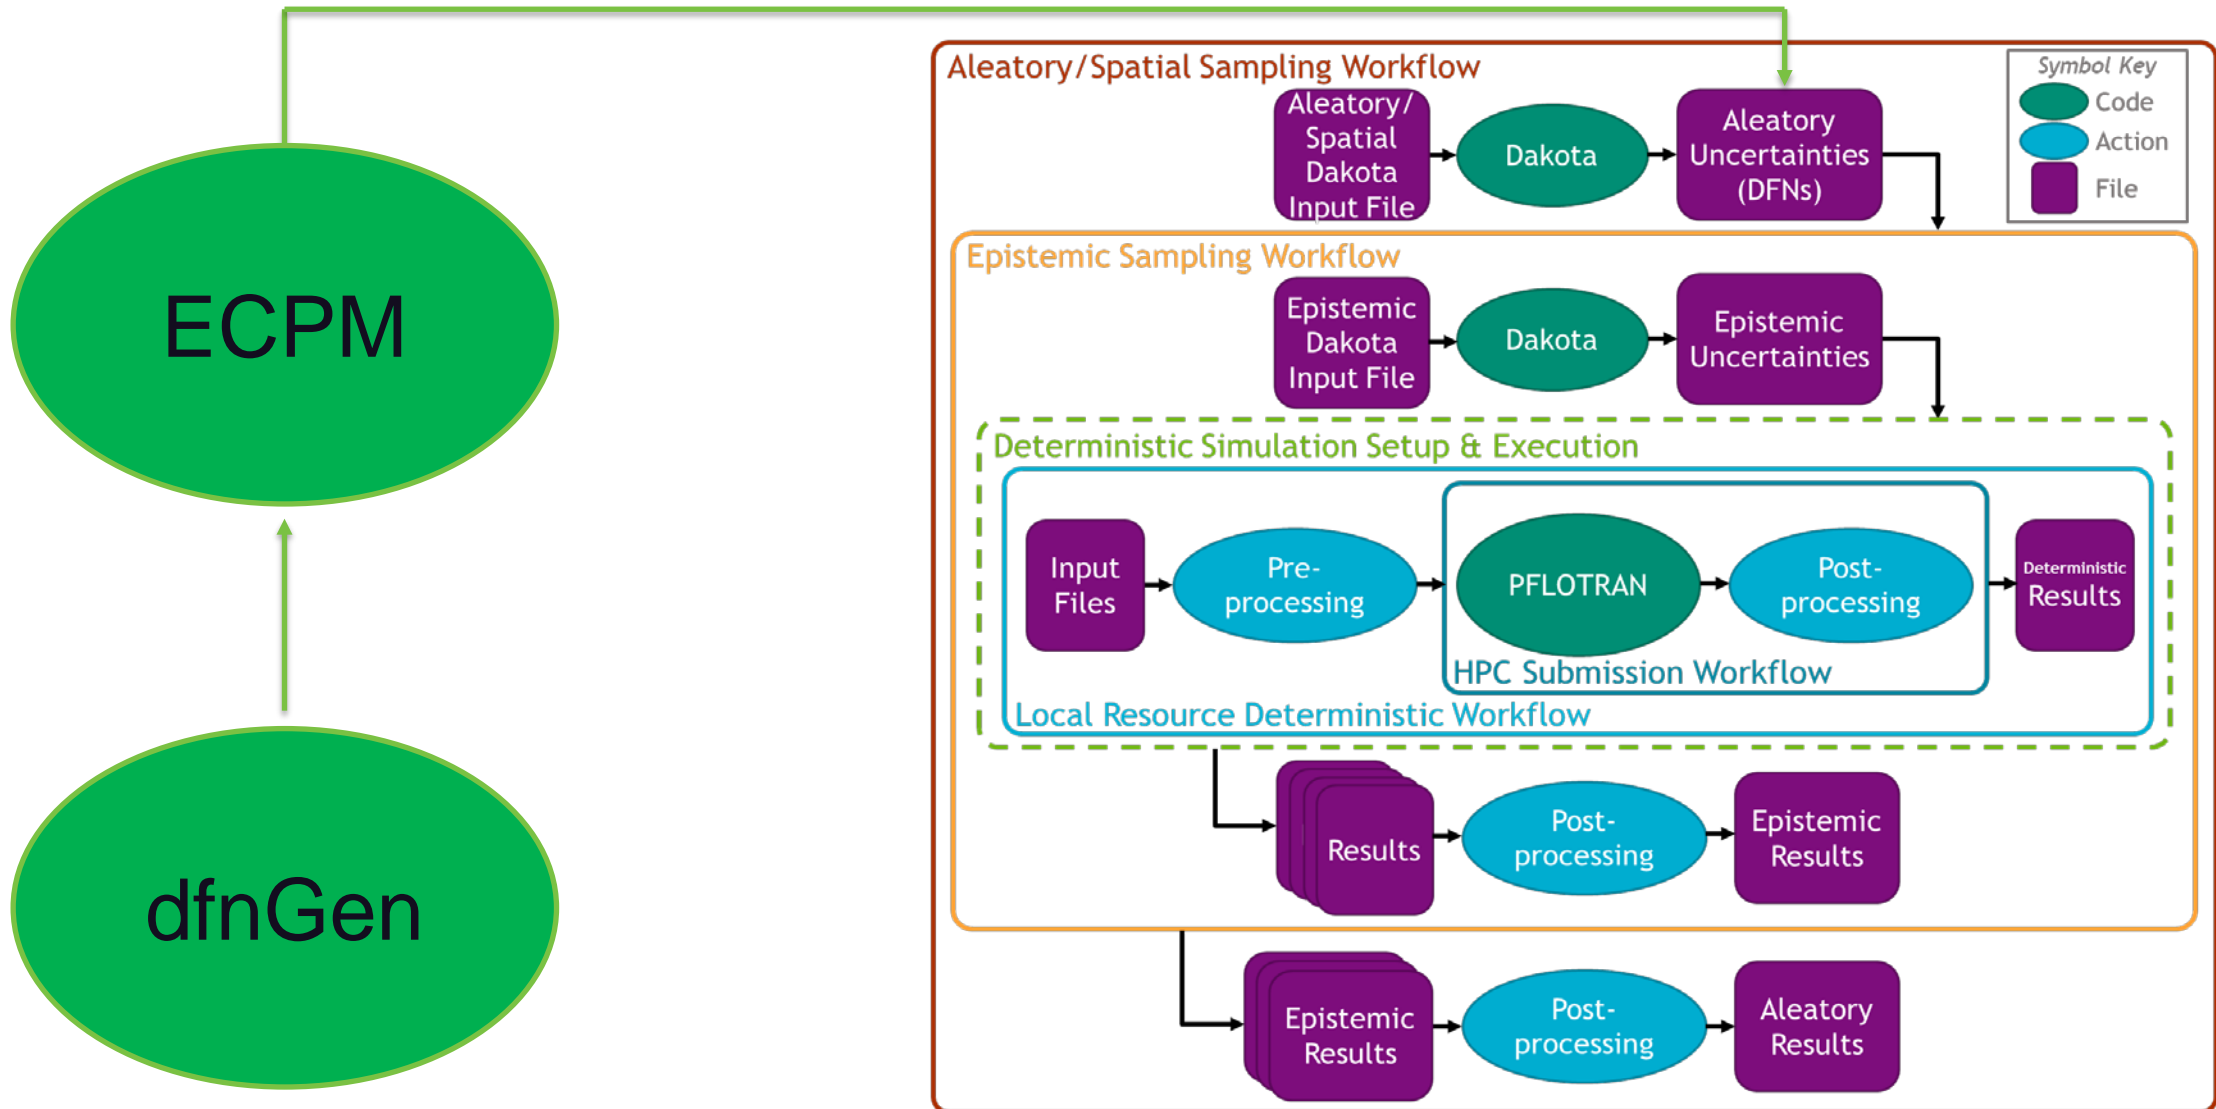 ECPM
dfnGen
Aleatory/Spatial Sampling Workflow
Symbol Key
Code
Action
File
Aleatory/
Spatial
Dakota
Input File
Dakota
Aleatory
Uncertainties
(DFNs)
Epistemic Sampling Workflow
Epistemic
Dakota
Input File
Dakota
Epistemic
Uncertainties
Deterministic Simulation Setup & Execution
Input
Files
Pre-
processing
PFLOTRAN
Post-
processing
Deterministic
Results
HPC Submission Workflow
Local Resource Deterministic Workflow
Results
Post-
processing
Epistemic
Results
Epistemic
Results
Post-
processing
Aleatory
Results